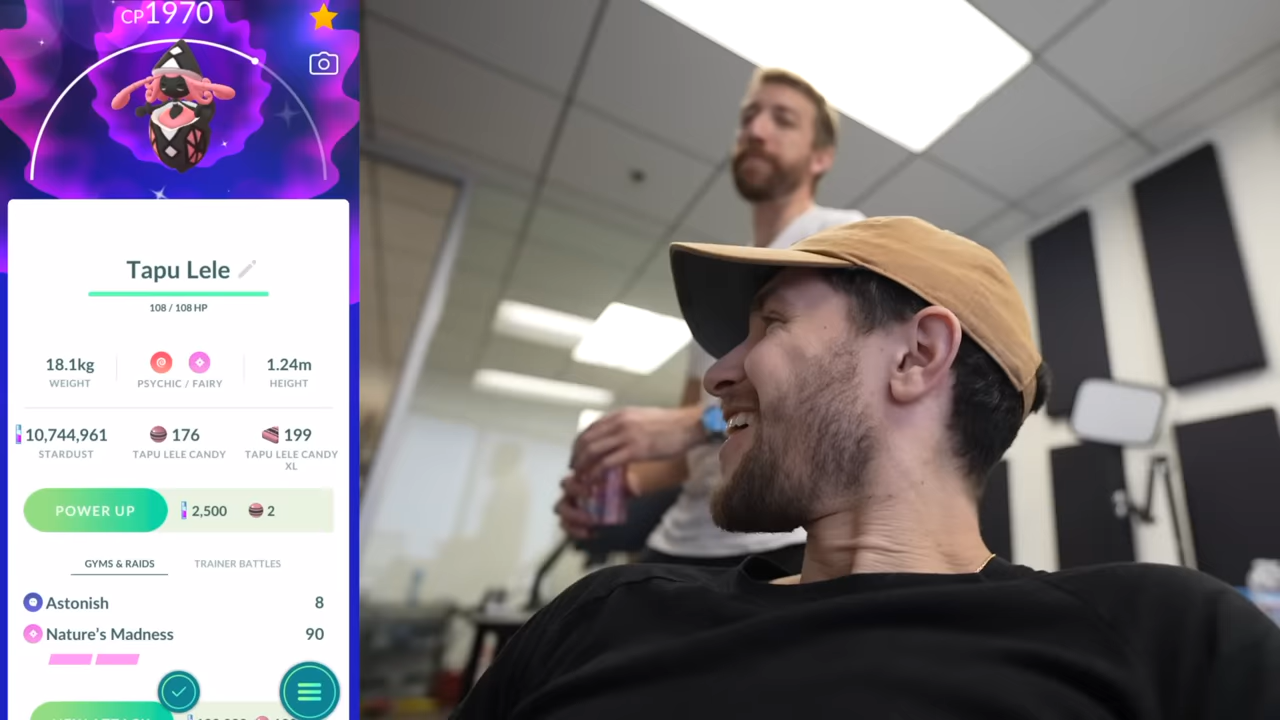 CP1970
Tapu Lele
108 / 108 HP
18.1kg
WEIGHT
PSYCHIC / FAIRY
1.24m
HEIGHT
10,744,961
STARDUST
176
TAPU LELE CANDY
199
TAPU LELE CANDY
XL
POWER UP 2,500 2
GYMS & RAIDS TRAINER BATTLES
Astonish 8
Nature's Madness 90